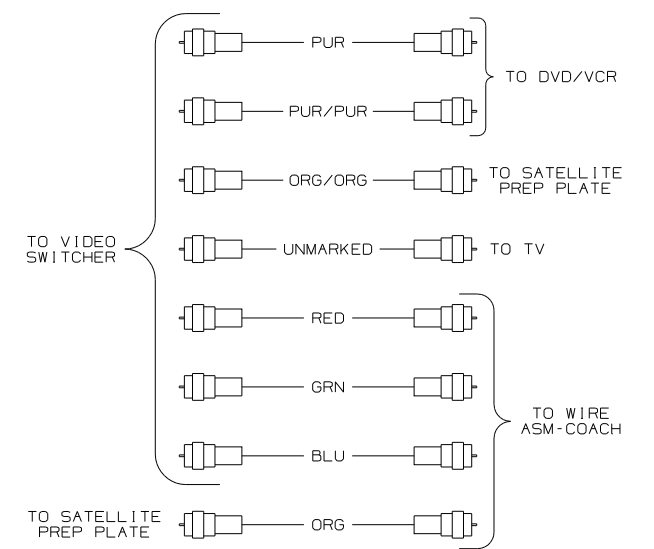 PUR
TO DVD/VCR
PUR/PUR
ORG/ORG
TO SATELLITE
PREP PLATE
TO VIDEO
SWITCHER
UNMARKED
TO TV
RED
GRN
TO WIRE
ASM-COACH
BLU
TO SATELLITE
PREP PLATE
ORG